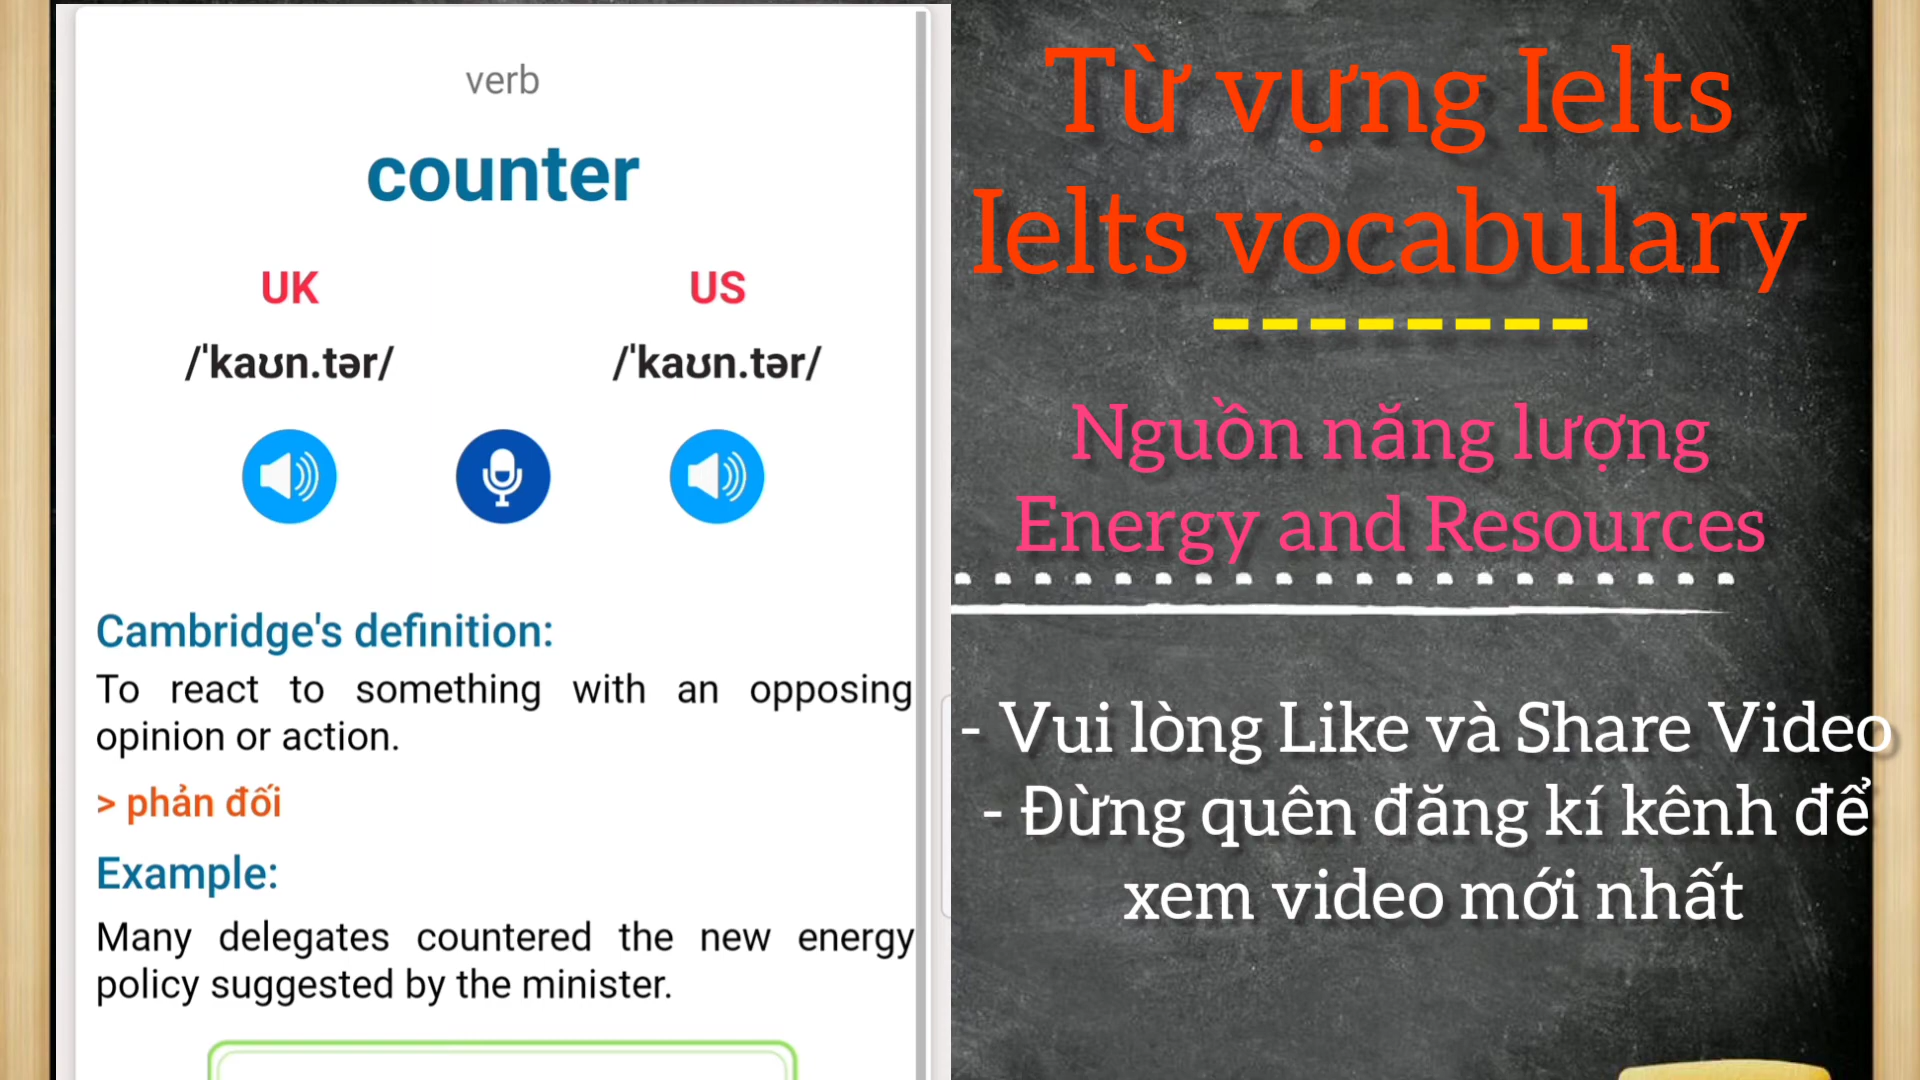 verb
counter
UK US
/ˈkaʊn.tər/ /ˈkaʊn.tər/
Cambridge's definition:
To react to something with an opposing
opinion or action.
> phản đối
Example:
Many delegates countered the new energy
policy suggested by the minister.
Từ vựng Ielts
Ielts vocabulary
Nguồn năng lượng
Energy and Resources
- Vui lòng Like và Share Video
- Đừng quên đăng kí kênh để
xem video mới nhất